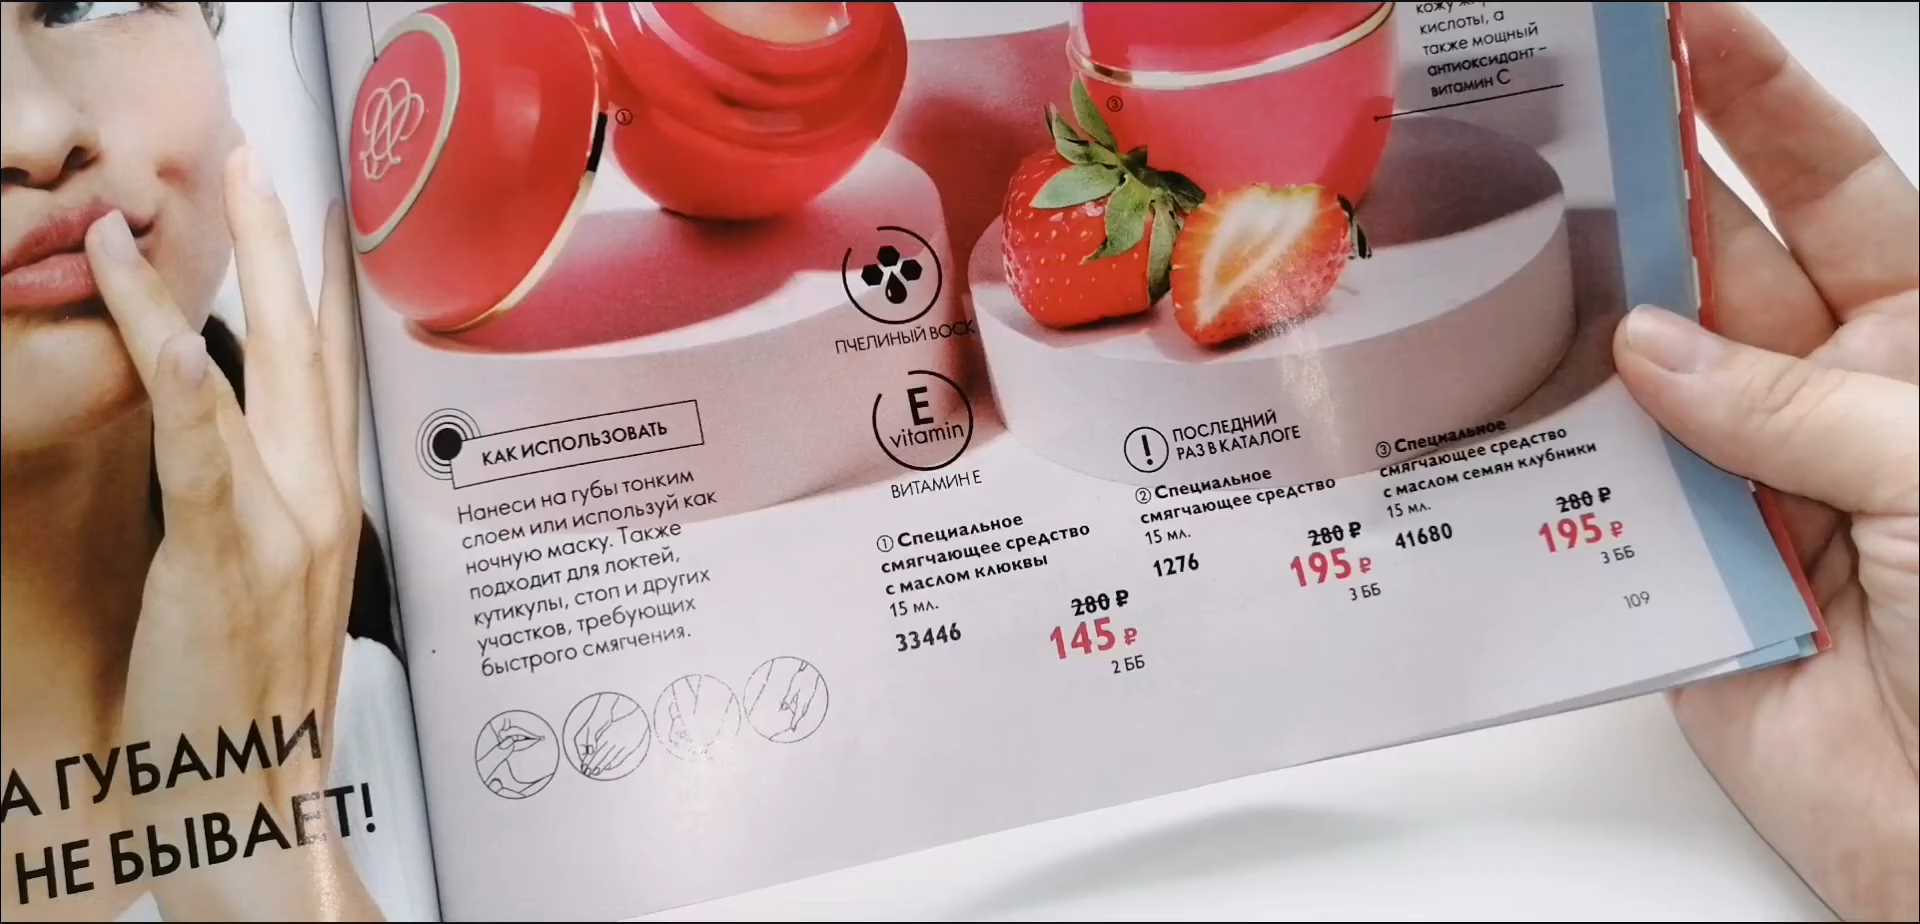 А ГУБАМИ
НЕ БЫВАЕТ!
кислоты, а
также мощный
антиоксидант –
витамин С
①
③
ПЧЕЛИНЫЙ ВОСК
E
vitamin
ВИТАМИН Е
КАК ИСПОЛЬЗОВАТЬ
Нанеси на губы тонким
слоем или используй как
ночную маску. Также
подходит для локтей,
кутикулы, стоп и других
участков, требующих
быстрого смягчения.
① Специальное
смягчающее средство
с маслом клюквы
15 мл.
280 ₽
33446
145 ₽
2 ББ
!
ПОСЛЕДНИЙ
РАЗ В КАТАЛОГЕ
② Специальное
смягчающее средство
15 мл.
280 ₽
1276
195 ₽
3 ББ
③ Специальное
смягчающее средство
с маслом семян клубники
15 мл.
280 ₽
41680
195 ₽
3 ББ
109